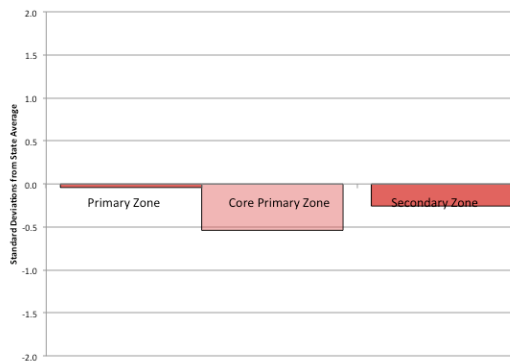 Standard Deviations from State Average
2.0
1.5
1.0
0.5
0.0
-0.5
-1.0
-1.5
-2.0
Primary Zone
Core Primary Zone
Secondary Zone